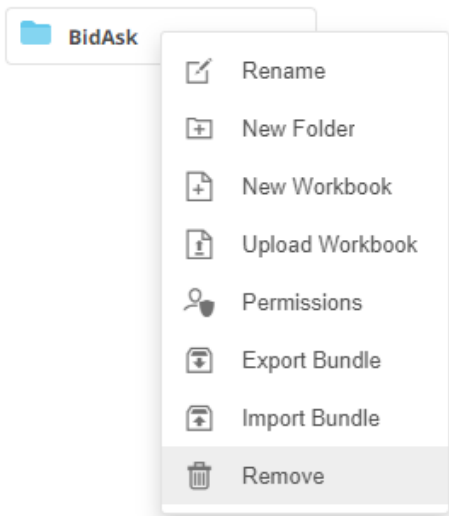 BidAsk
Rename
New Folder
New Workbook
Upload Workbook
Permissions
Export Bundle
Import Bundle
Remove